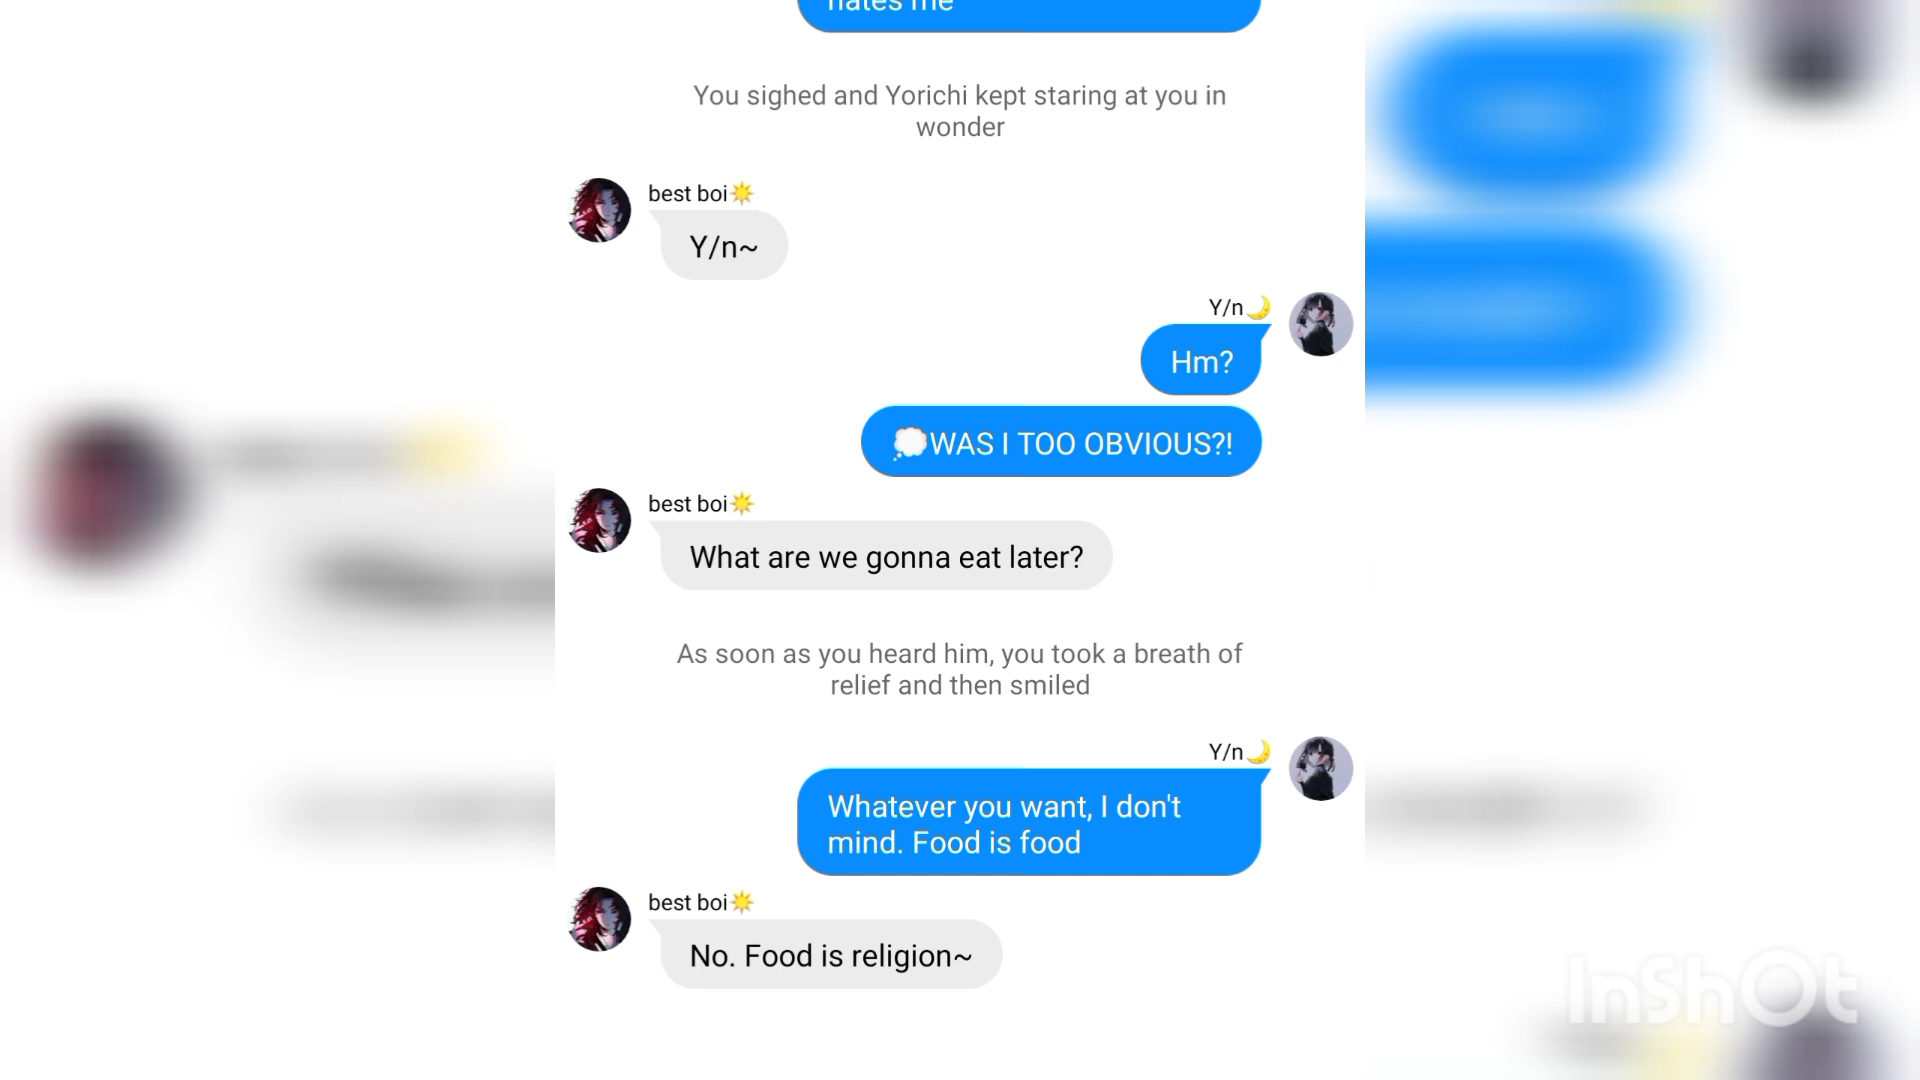 hates me
You sighed and Yorichi kept staring at you in
wonder
best boi☀️
Y/n~
Y/n🌙
Hm?
💭WAS I TOO OBVIOUS?!
best boi☀️
What are we gonna eat later?
As soon as you heard him, you took a breath of
relief and then smiled
Y/n🌙
Whatever you want, I don't
mind. Food is food
best boi☀️
No. Food is religion~
InShOt